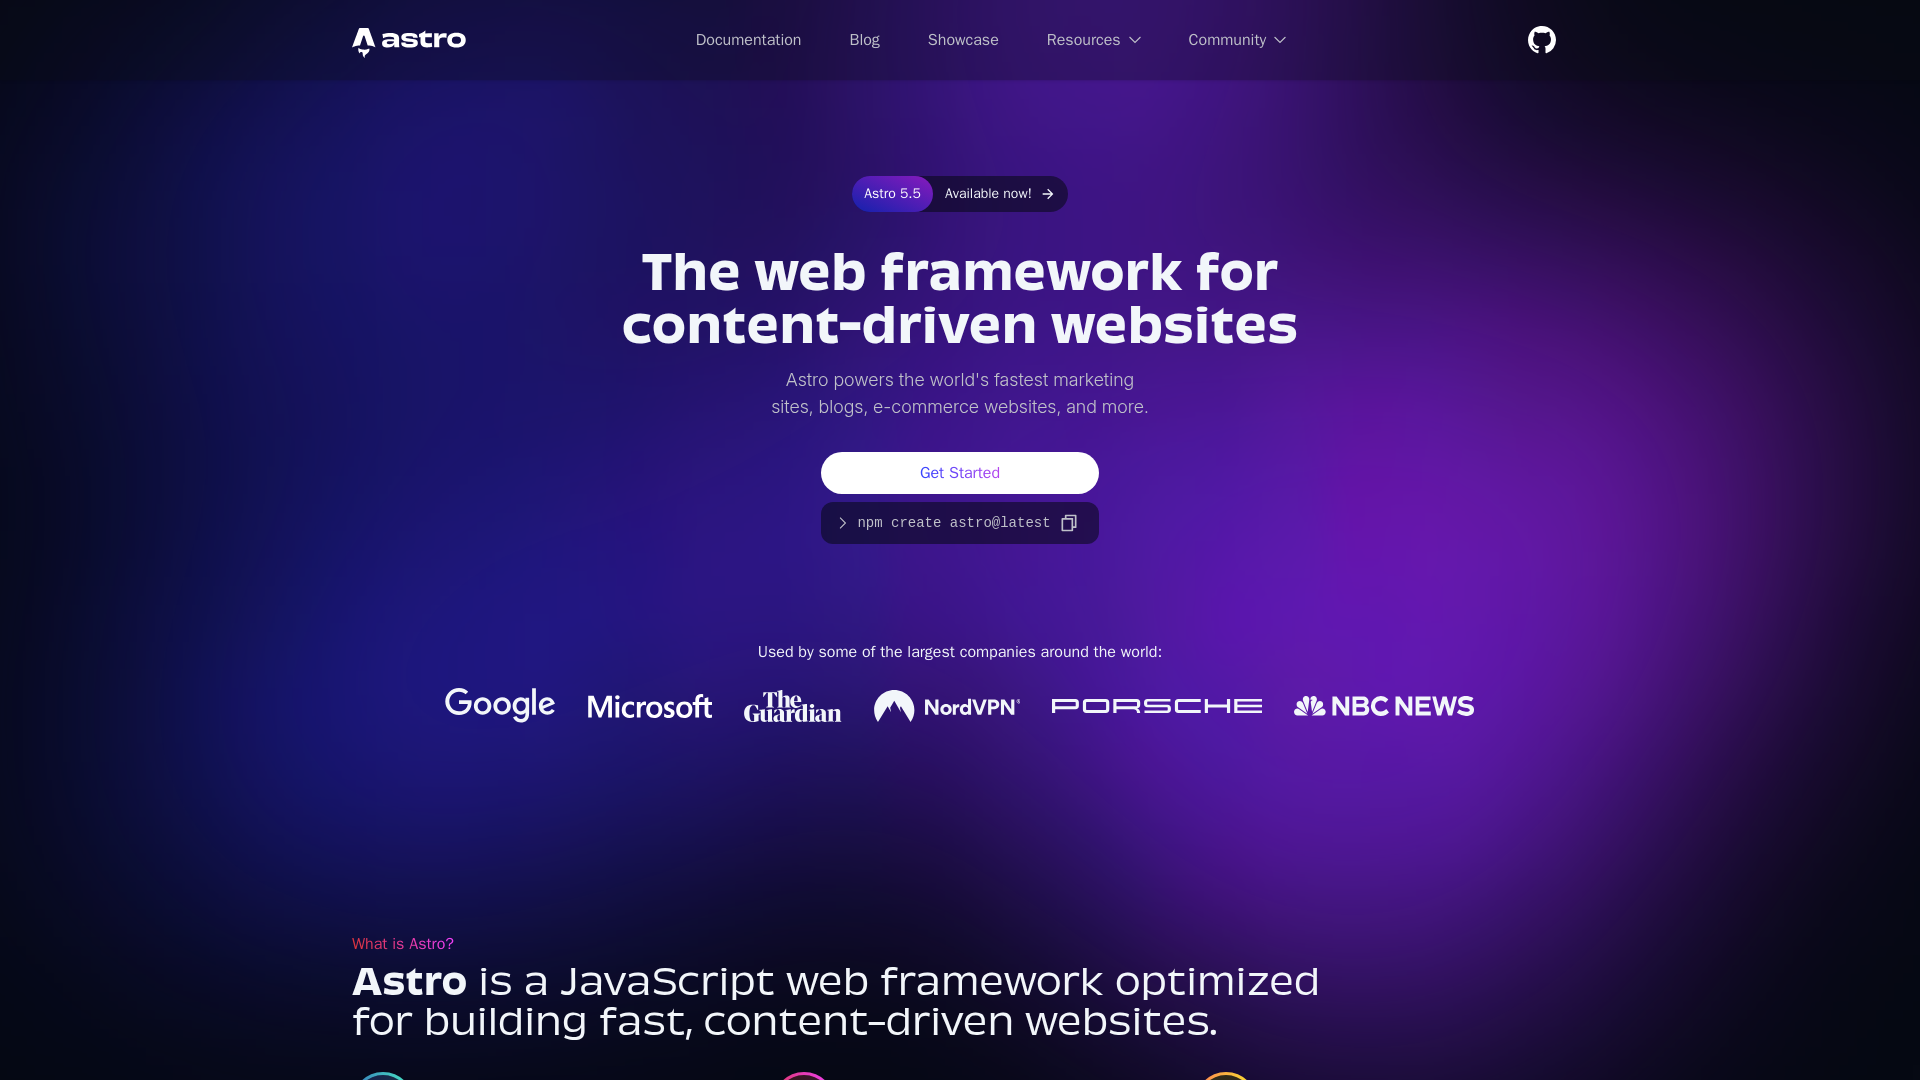 astro
Documentation
Blog
Showcase
Resources
Community
Astro 5.5
Available now!
The web framework for
content-driven websites
Astro powers the world's fastest marketing
sites, blogs, e-commerce websites, and more.
Get Started
npm create astro@latest
Used by some of the largest companies around the world:
Google
Microsoft
The
Guardian
NordVPN®
PORSCHE
NBC NEWS
What is Astro?
Astro is a JavaScript web framework optimized
for building fast, content-driven websites.